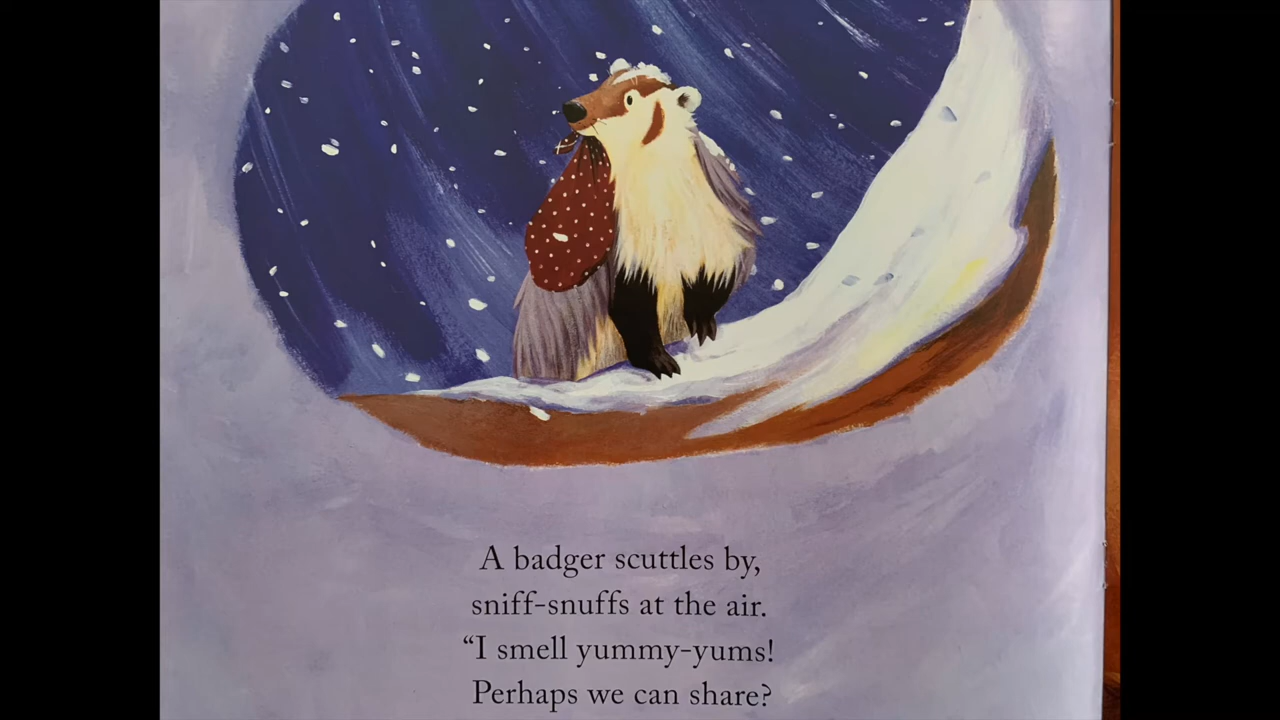 A badger scuttles by,
sniff-snuffs at the air.
“I smell yummy-yums!
Perhaps we can share?